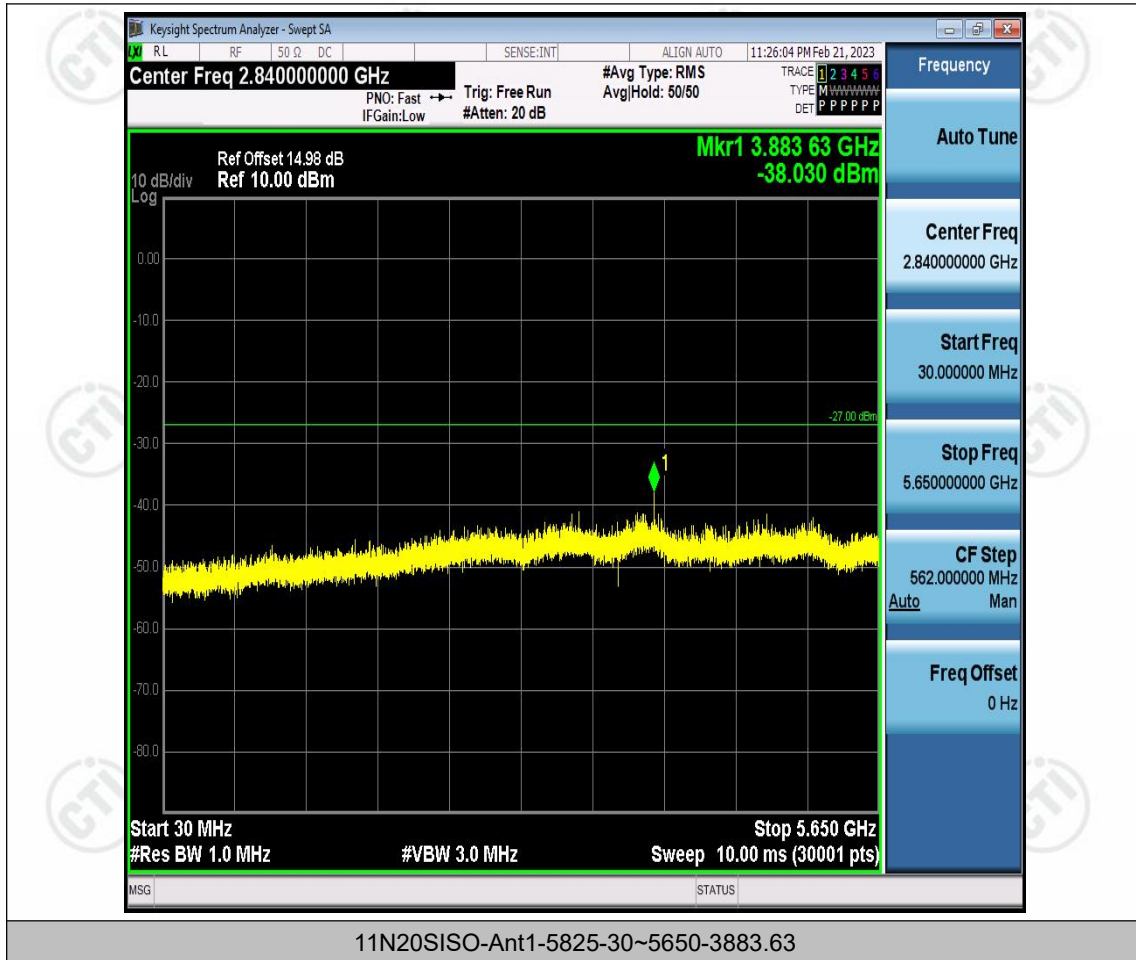 Keysight Spectrum Analyzer - Swept SA
LXI RL RF 50 Ω DC SENSE:INT ALIGN AUTO 11:26:04 PM Feb 21, 2023
Center Freq 2.840000000 GHz
PNO: Fast
IFGain:Low
Trig: Free Run
#Atten: 20 dB
#Avg Type: RMS
Avg|Hold: 50/50
TRACE 1 2 3 4 5 6
TYPE M WWWWW
DET P P P P P P
Ref Offset 14.98 dB
10 dB/div Ref 10.00 dBm
Log
Mkr1 3.883 63 GHz
-38.030 dBm
0.00
-10.0
-20.0
-27.00 dBm
-30.0
1
-40.0
-50.0
-60.0
-70.0
-80.0
Start 30 MHz Stop 5.650 GHz
#Res BW 1.0 MHz #VBW 3.0 MHz Sweep 10.00 ms (30001 pts)
MSG STATUS
Frequency
Auto Tune
Center Freq
2.840000000 GHz
Start Freq
30.000000 MHz
Stop Freq
5.650000000 GHz
CF Step
562.000000 MHz
Auto Man
Freq Offset
0 Hz
CTI
CTI
CTI
CTI
CTI
CTI
11N20SISO-Ant1-5825-30~5650-3883.63